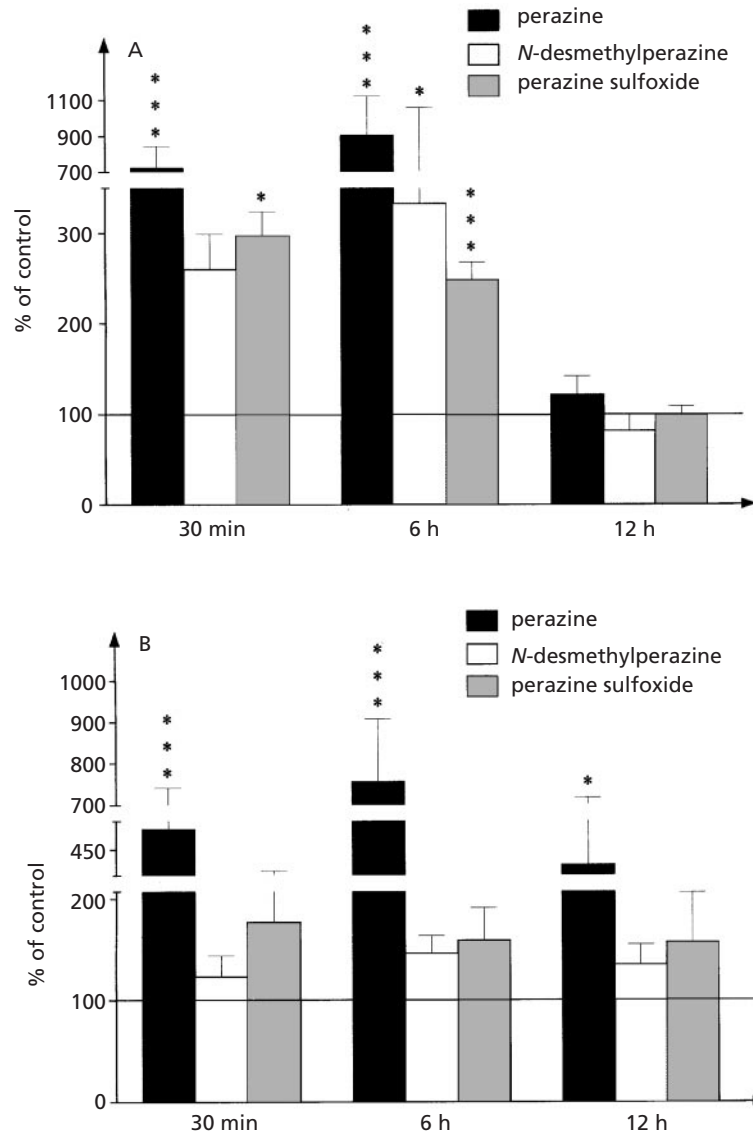 A
perazine
N-desmethylperazine
perazine sulfoxide
% of control
1100
900
700
300
200
100
0
***
*
***
*
***
30 min
6 h
12 h
B
perazine
N-desmethylperazine
perazine sulfoxide
% of control
1000
900
800
700
450
200
100
0
***
***
*
30 min
6 h
12 h